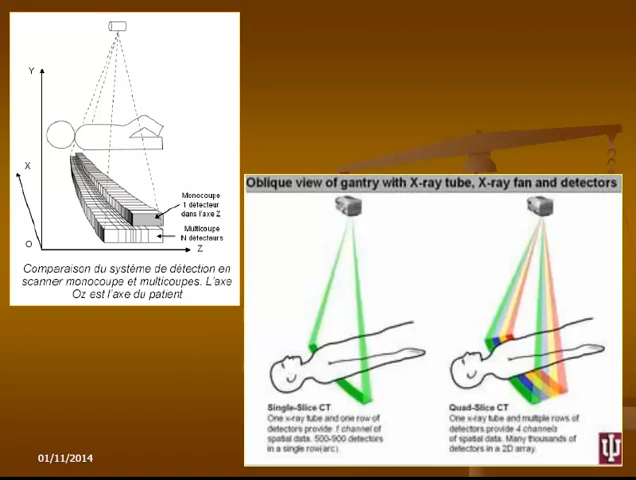 Y
X
Monocoupe
1 détecteur
dans l'axe Z
Multicoupe
N détecteurs
O
Z
Comparaison du système de détection en
scanner monocoupe et multicoupes. L'axe
Oz est l'axe du patient
Oblique view of gantry with X-ray tube, X-ray fan and detectors
Single-Slice CT
One x-ray tube and one row of
detectors provide 1 channel of
spatial data. 500-900 detectors
in a single row(arc).
Quad-Slice CT
One x-ray tube and multiple rows of
detectors provide 4 channels
of spatial data. Many thousands of
detectors in a 2D array.
01/11/2014